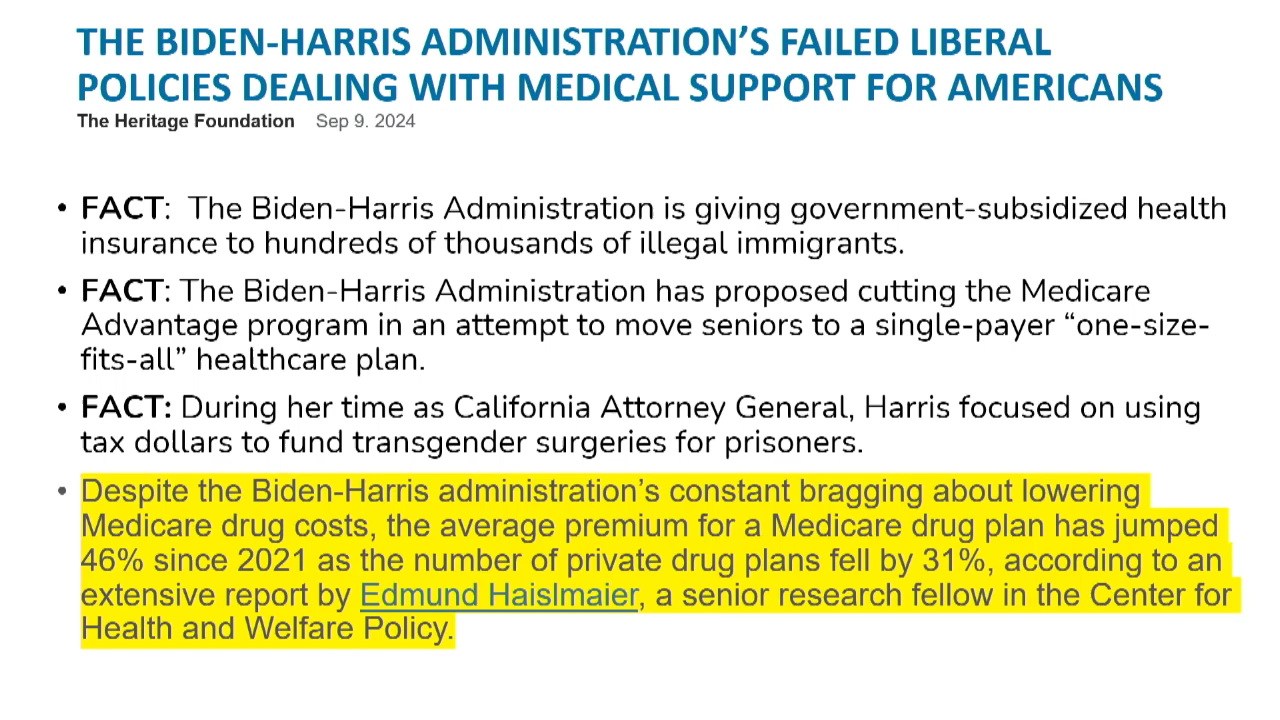 THE BIDEN-HARRIS ADMINISTRATION’S FAILED LIBERAL
POLICIES DEALING WITH MEDICAL SUPPORT FOR AMERICANS
The Heritage Foundation Sep 9. 2024
• FACT: The Biden-Harris Administration is giving government-subsidized health
insurance to hundreds of thousands of illegal immigrants.
• FACT: The Biden-Harris Administration has proposed cutting the Medicare
Advantage program in an attempt to move seniors to a single-payer “one-size-
fits-all” healthcare plan.
• FACT: During her time as California Attorney General, Harris focused on using
tax dollars to fund transgender surgeries for prisoners.
• Despite the Biden-Harris administration’s constant bragging about lowering
Medicare drug costs, the average premium for a Medicare drug plan has jumped
46% since 2021 as the number of private drug plans fell by 31%, according to an
extensive report by Edmund Haislmaier, a senior research fellow in the Center for
Health and Welfare Policy.